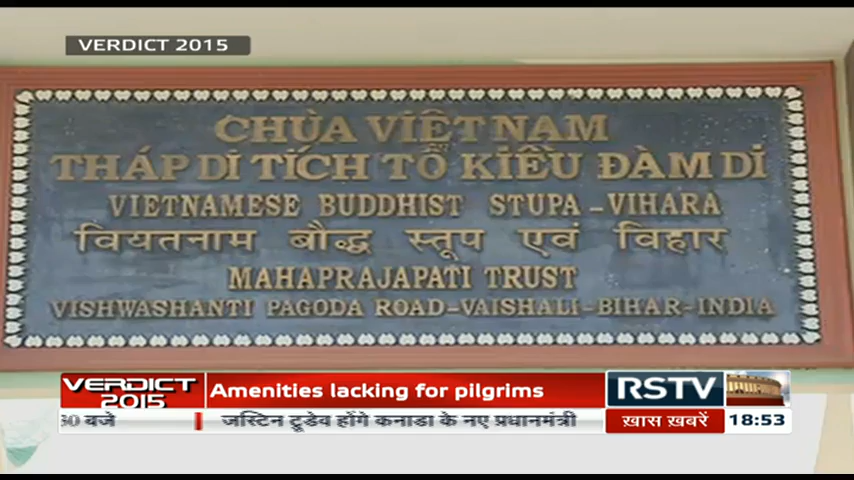 VERDICT 2015
CHÙA VIỆT NAM
THÁP DI TÍCH TỔ KIỀU ĐÀM DI
VIETNAMESE BUDDHIST STUPA - VIHARA
वियतनाम बौद्ध स्तूप एवं विहार
MAHAPRAJAPATI TRUST
VISHWASHANTI PAGODA ROAD-VAISHALI-BIHAR-INDIA
VERDICT 2015
Amenities lacking for pilgrims
RSTV
बजे
जस्टिन ट्रूडेव होंगे कनाडा के नए प्रधानमंत्री
ख़ास ख़बरें
18:53